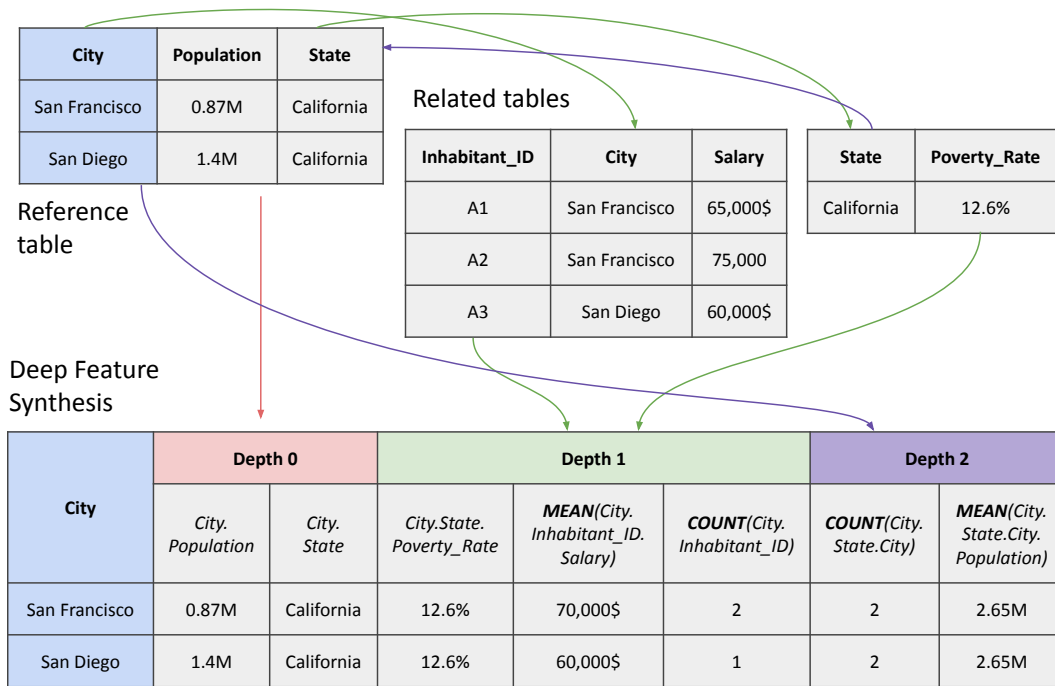 City Population State
San Francisco 0.87M California
San Diego 1.4M California
Reference
table
Related tables
Inhabitant_ID City Salary
A1 San Francisco 65,000$
A2 San Francisco 75,000
A3 San Diego 60,000$
State Poverty_Rate
California 12.6%
Deep Feature
Synthesis
City
Depth 0 Depth 1 Depth 2
City.
Population
City.
State
City.State.
Poverty_Rate
MEAN(City.
Inhabitant_ID.
Salary)
COUNT(City.
Inhabitant_ID)
COUNT(City.
State.City)
MEAN(City.
State.City.
Population)
San Francisco 0.87M California 12.6% 70,000$ 2 2 2.65M
San Diego 1.4M California 12.6% 60,000$ 1 2 2.65M